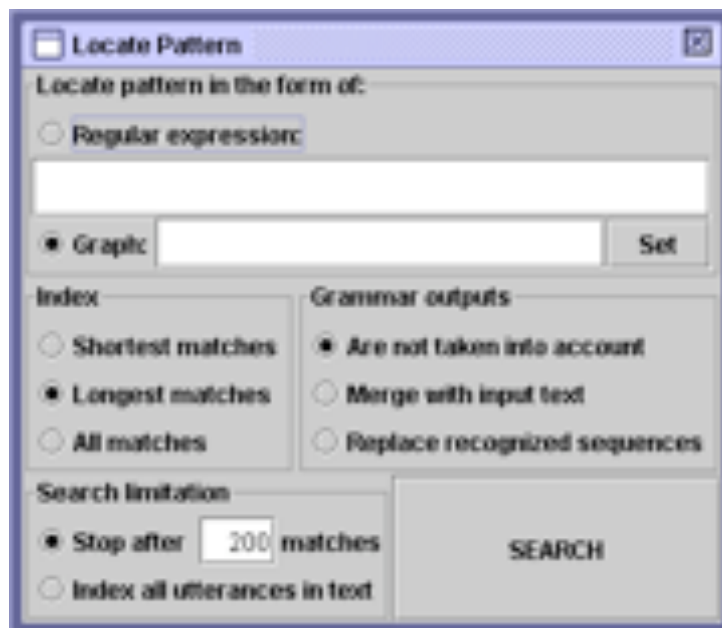 Locate Pattern
Locate pattern in the form of:
Regular expression:
Graph:
Set
Index
Shortest matches
Longest matches
All matches
Grammar outputs
Are not taken into account
Merge with input text
Replace recognized sequences
Search limitation
Stop after 200 matches
Index all utterances in text
SEARCH